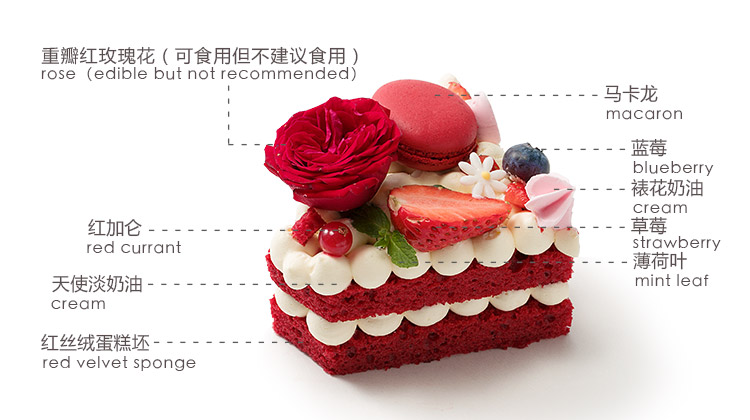 重瓣红玫瑰花（可食用但不建议食用）
rose（edible but not recommended）
马卡龙
macaron
蓝莓
blueberry
裱花奶油
cream
红加仑
red currant
草莓
strawberry
薄荷叶
mint leaf
天使淡奶油
cream
红丝绒蛋糕坯
red velvet sponge